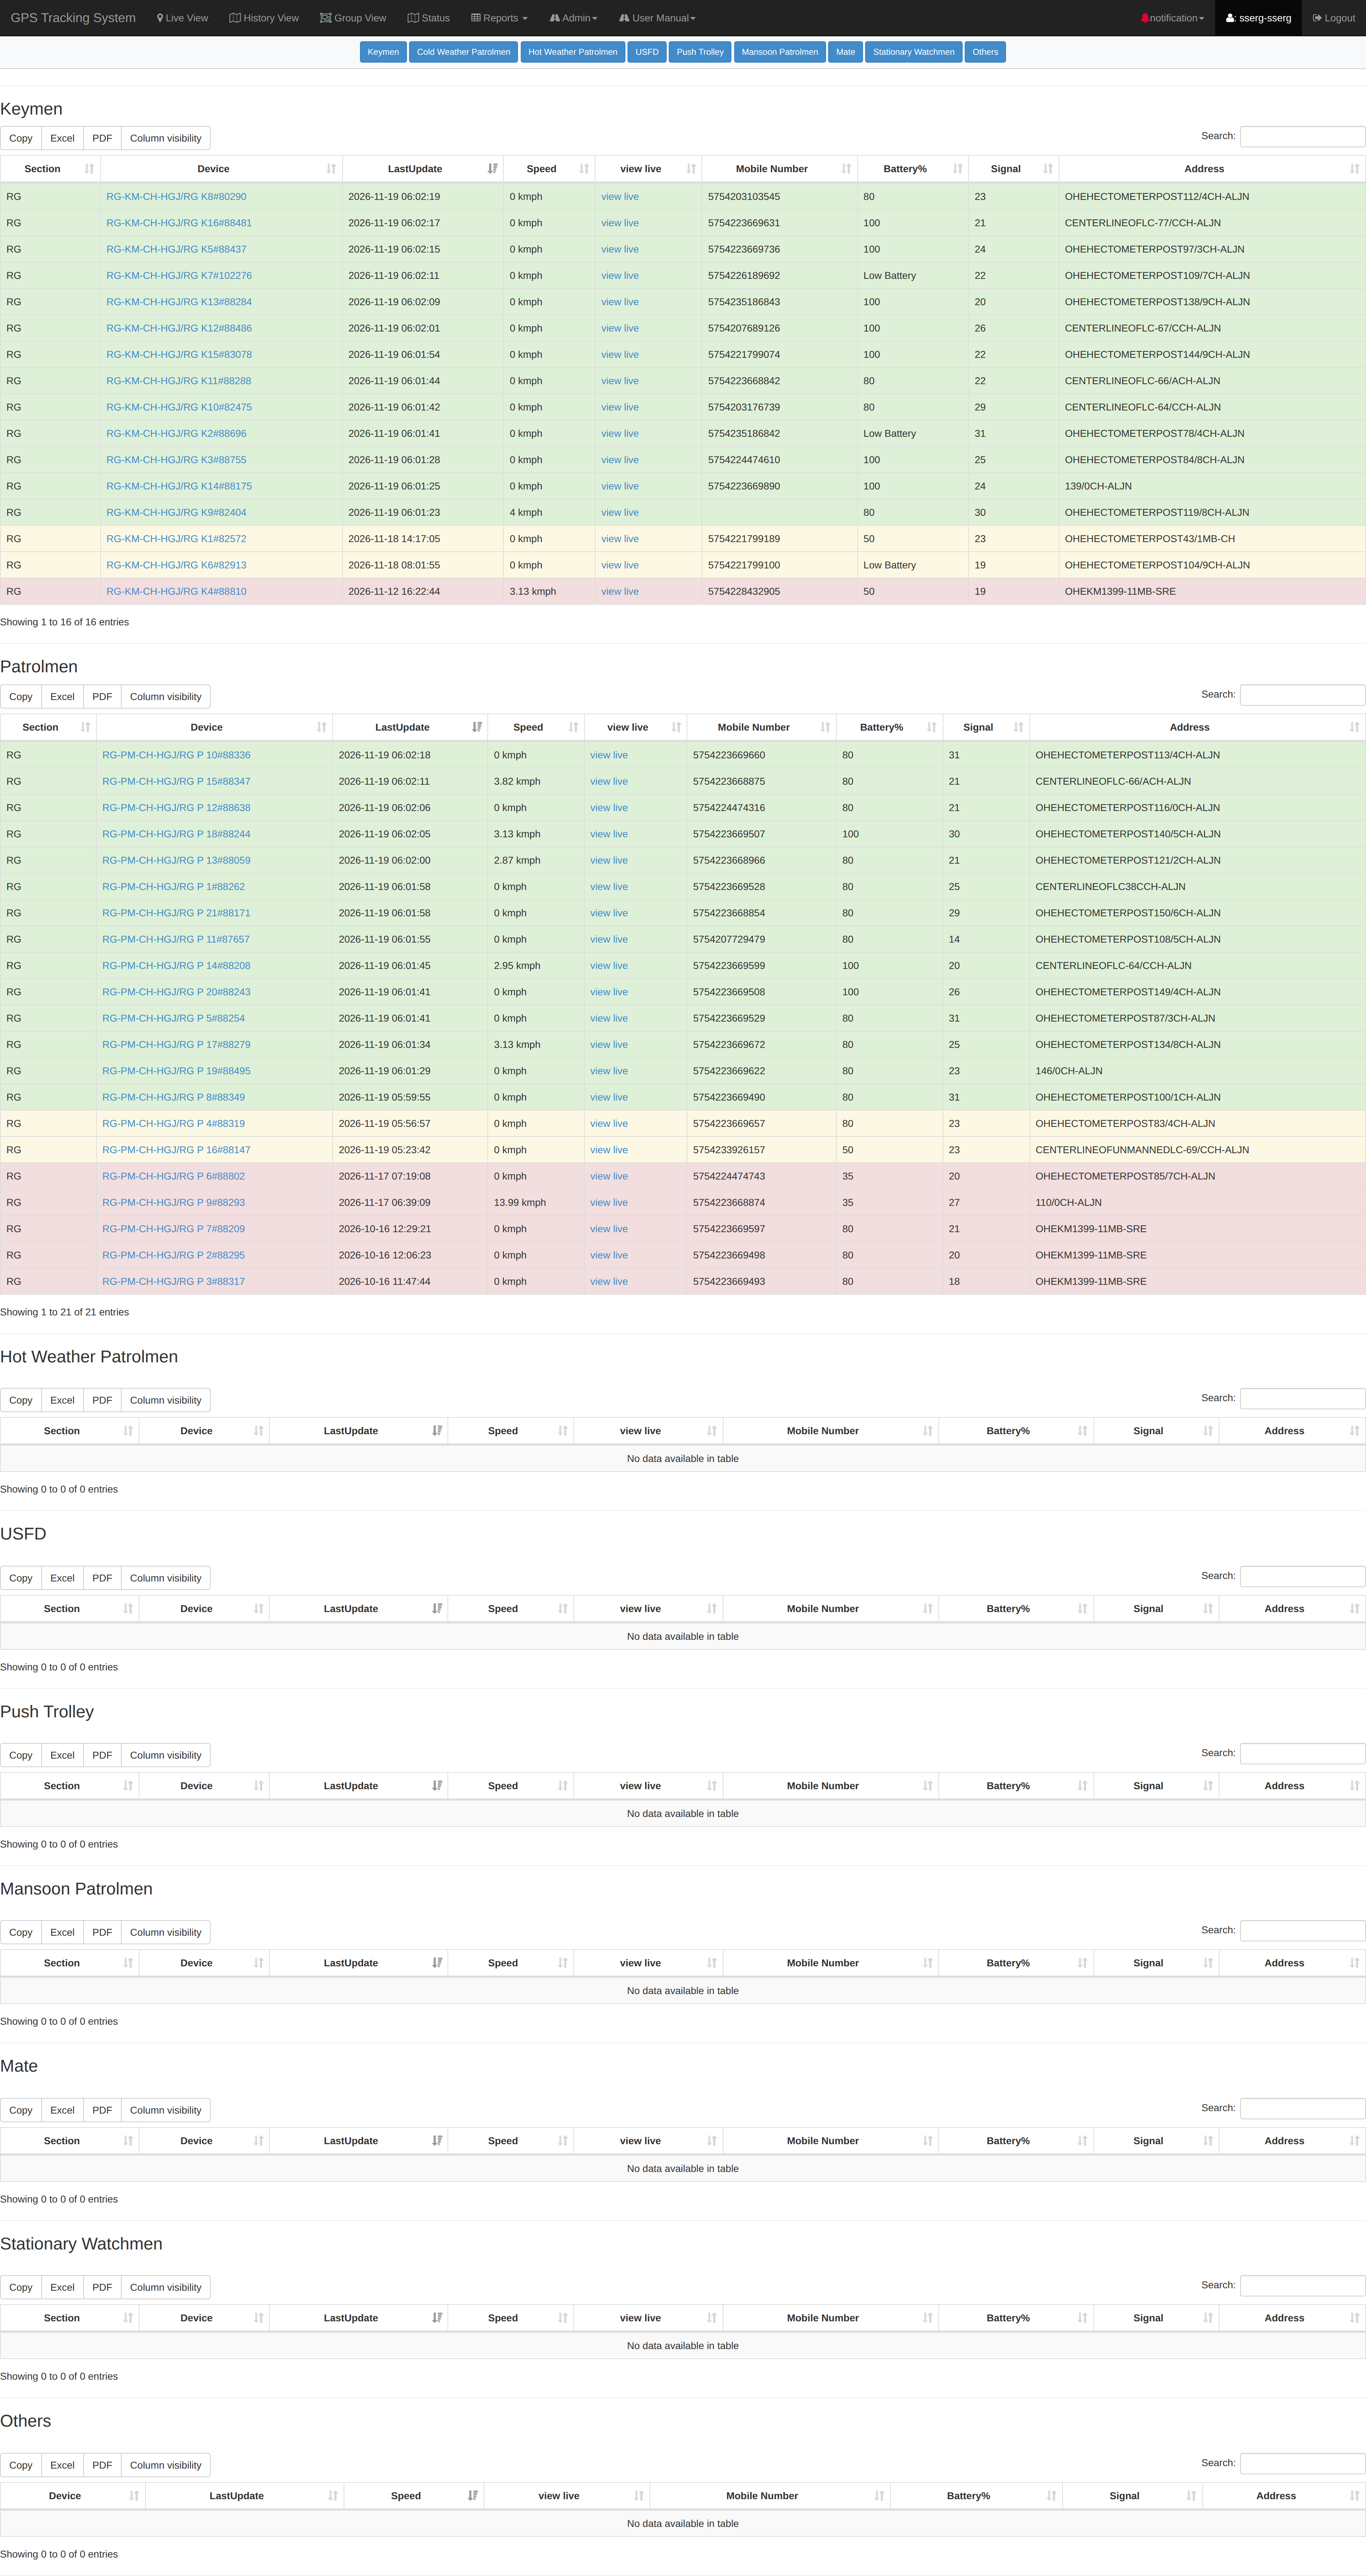 GPS Tracking System Live View History View Group View Status Reports Admin User Manual notification : sserg-sserg Logout
Keymen Cold Weather Patrolmen Hot Weather Patrolmen USFD Push Trolley Mansoon Patrolmen Mate Stationary Watchmen Others
Keymen
Copy Excel PDF Column visibility Search:
Section Device LastUpdate Speed view live Mobile Number Battery% Signal Address
RG RG-KM-CH-HGJ/RG K8#80290 2026-11-19 06:02:19 0 kmph view live 5754203103545 80 23 OHEHECTOMETERPOST112/4CH-ALJN
RG RG-KM-CH-HGJ/RG K16#88481 2026-11-19 06:02:17 0 kmph view live 5754223669631 100 21 CENTERLINEOFLC-77/CCH-ALJN
RG RG-KM-CH-HGJ/RG K5#88437 2026-11-19 06:02:15 0 kmph view live 5754223669736 100 24 OHEHECTOMETERPOST97/3CH-ALJN
RG RG-KM-CH-HGJ/RG K7#102276 2026-11-19 06:02:11 0 kmph view live 5754226189692 Low Battery 22 OHEHECTOMETERPOST109/7CH-ALJN
RG RG-KM-CH-HGJ/RG K13#88284 2026-11-19 06:02:09 0 kmph view live 5754235186843 100 20 OHEHECTOMETERPOST138/9CH-ALJN
RG RG-KM-CH-HGJ/RG K12#88486 2026-11-19 06:02:01 0 kmph view live 5754207689126 100 26 CENTERLINEOFLC-67/CCH-ALJN
RG RG-KM-CH-HGJ/RG K15#83078 2026-11-19 06:01:54 0 kmph view live 5754221799074 100 22 OHEHECTOMETERPOST144/9CH-ALJN
RG RG-KM-CH-HGJ/RG K11#88288 2026-11-19 06:01:44 0 kmph view live 5754223668842 80 22 CENTERLINEOFLC-66/ACH-ALJN
RG RG-KM-CH-HGJ/RG K10#82475 2026-11-19 06:01:42 0 kmph view live 5754203176739 80 29 CENTERLINEOFLC-64/CCH-ALJN
RG RG-KM-CH-HGJ/RG K2#88696 2026-11-19 06:01:41 0 kmph view live 5754235186842 Low Battery 31 OHEHECTOMETERPOST78/4CH-ALJN
RG RG-KM-CH-HGJ/RG K3#88755 2026-11-19 06:01:28 0 kmph view live 5754224474610 100 25 OHEHECTOMETERPOST84/8CH-ALJN
RG RG-KM-CH-HGJ/RG K14#88175 2026-11-19 06:01:25 0 kmph view live 5754223669890 100 24 139/0CH-ALJN
RG RG-KM-CH-HGJ/RG K9#82404 2026-11-19 06:01:23 4 kmph view live 80 30 OHEHECTOMETERPOST119/8CH-ALJN
RG RG-KM-CH-HGJ/RG K1#82572 2026-11-18 14:17:05 0 kmph view live 5754221799189 50 23 OHEHECTOMETERPOST43/1MB-CH
RG RG-KM-CH-HGJ/RG K6#82913 2026-11-18 08:01:55 0 kmph view live 5754221799100 Low Battery 19 OHEHECTOMETERPOST104/9CH-ALJN
RG RG-KM-CH-HGJ/RG K4#88810 2026-11-12 16:22:44 3.13 kmph view live 5754228432905 50 19 OHEKM1399-11MB-SRE
Showing 1 to 16 of 16 entries
Patrolmen
Copy Excel PDF Column visibility Search:
Section Device LastUpdate Speed view live Mobile Number Battery% Signal Address
RG RG-PM-CH-HGJ/RG P 10#88336 2026-11-19 06:02:18 0 kmph view live 5754223669660 80 31 OHEHECTOMETERPOST113/4CH-ALJN
RG RG-PM-CH-HGJ/RG P 15#88347 2026-11-19 06:02:11 3.82 kmph view live 5754223668875 80 21 CENTERLINEOFLC-66/ACH-ALJN
RG RG-PM-CH-HGJ/RG P 12#88638 2026-11-19 06:02:06 0 kmph view live 5754224474316 80 21 OHEHECTOMETERPOST116/0CH-ALJN
RG RG-PM-CH-HGJ/RG P 18#88244 2026-11-19 06:02:05 3.13 kmph view live 5754223669507 100 30 OHEHECTOMETERPOST140/5CH-ALJN
RG RG-PM-CH-HGJ/RG P 13#88059 2026-11-19 06:02:00 2.87 kmph view live 5754223668966 80 21 OHEHECTOMETERPOST121/2CH-ALJN
RG RG-PM-CH-HGJ/RG P 1#88262 2026-11-19 06:01:58 0 kmph view live 5754223669528 80 25 CENTERLINEOFLC38CCH-ALJN
RG RG-PM-CH-HGJ/RG P 21#88171 2026-11-19 06:01:58 0 kmph view live 5754223668854 80 29 OHEHECTOMETERPOST150/6CH-ALJN
RG RG-PM-CH-HGJ/RG P 11#87657 2026-11-19 06:01:55 0 kmph view live 5754207729479 80 14 OHEHECTOMETERPOST108/5CH-ALJN
RG RG-PM-CH-HGJ/RG P 14#88208 2026-11-19 06:01:45 2.95 kmph view live 5754223669599 100 20 CENTERLINEOFLC-64/CCH-ALJN
RG RG-PM-CH-HGJ/RG P 20#88243 2026-11-19 06:01:41 0 kmph view live 5754223669508 100 26 OHEHECTOMETERPOST149/4CH-ALJN
RG RG-PM-CH-HGJ/RG P 5#88254 2026-11-19 06:01:41 0 kmph view live 5754223669529 80 31 OHEHECTOMETERPOST87/3CH-ALJN
RG RG-PM-CH-HGJ/RG P 17#88279 2026-11-19 06:01:34 3.13 kmph view live 5754223669672 80 25 OHEHECTOMETERPOST134/8CH-ALJN
RG RG-PM-CH-HGJ/RG P 19#88495 2026-11-19 06:01:29 0 kmph view live 5754223669622 80 23 146/0CH-ALJN
RG RG-PM-CH-HGJ/RG P 8#88349 2026-11-19 05:59:55 0 kmph view live 5754223669490 80 31 OHEHECTOMETERPOST100/1CH-ALJN
RG RG-PM-CH-HGJ/RG P 4#88319 2026-11-19 05:56:57 0 kmph view live 5754223669657 80 23 OHEHECTOMETERPOST83/4CH-ALJN
RG RG-PM-CH-HGJ/RG P 16#88147 2026-11-19 05:23:42 0 kmph view live 5754233926157 50 23 CENTERLINEOFUNMANNEDLC-69/CCH-ALJN
RG RG-PM-CH-HGJ/RG P 6#88802 2026-11-17 07:19:08 0 kmph view live 5754224474743 35 20 OHEHECTOMETERPOST85/7CH-ALJN
RG RG-PM-CH-HGJ/RG P 9#88293 2026-11-17 06:39:09 13.99 kmph view live 5754223668874 35 27 110/0CH-ALJN
RG RG-PM-CH-HGJ/RG P 7#88209 2026-10-16 12:29:21 0 kmph view live 5754223669597 80 21 OHEKM1399-11MB-SRE
RG RG-PM-CH-HGJ/RG P 2#88295 2026-10-16 12:06:23 0 kmph view live 5754223669498 80 20 OHEKM1399-11MB-SRE
RG RG-PM-CH-HGJ/RG P 3#88317 2026-10-16 11:47:44 0 kmph view live 5754223669493 80 18 OHEKM1399-11MB-SRE
Showing 1 to 21 of 21 entries
Hot Weather Patrolmen
Copy Excel PDF Column visibility Search:
Section Device LastUpdate Speed view live Mobile Number Battery% Signal Address
No data available in table
Showing 0 to 0 of 0 entries
USFD
Copy Excel PDF Column visibility Search:
Section Device LastUpdate Speed view live Mobile Number Battery% Signal Address
No data available in table
Showing 0 to 0 of 0 entries
Push Trolley
Copy Excel PDF Column visibility Search:
Section Device LastUpdate Speed view live Mobile Number Battery% Signal Address
No data available in table
Showing 0 to 0 of 0 entries
Mansoon Patrolmen
Copy Excel PDF Column visibility Search:
Section Device LastUpdate Speed view live Mobile Number Battery% Signal Address
No data available in table
Showing 0 to 0 of 0 entries
Mate
Copy Excel PDF Column visibility Search:
Section Device LastUpdate Speed view live Mobile Number Battery% Signal Address
No data available in table
Showing 0 to 0 of 0 entries
Stationary Watchmen
Copy Excel PDF Column visibility Search:
Section Device LastUpdate Speed view live Mobile Number Battery% Signal Address
No data available in table
Showing 0 to 0 of 0 entries
Others
Copy Excel PDF Column visibility Search:
Device LastUpdate Speed view live Mobile Number Battery% Signal Address
No data available in table
Showing 0 to 0 of 0 entries